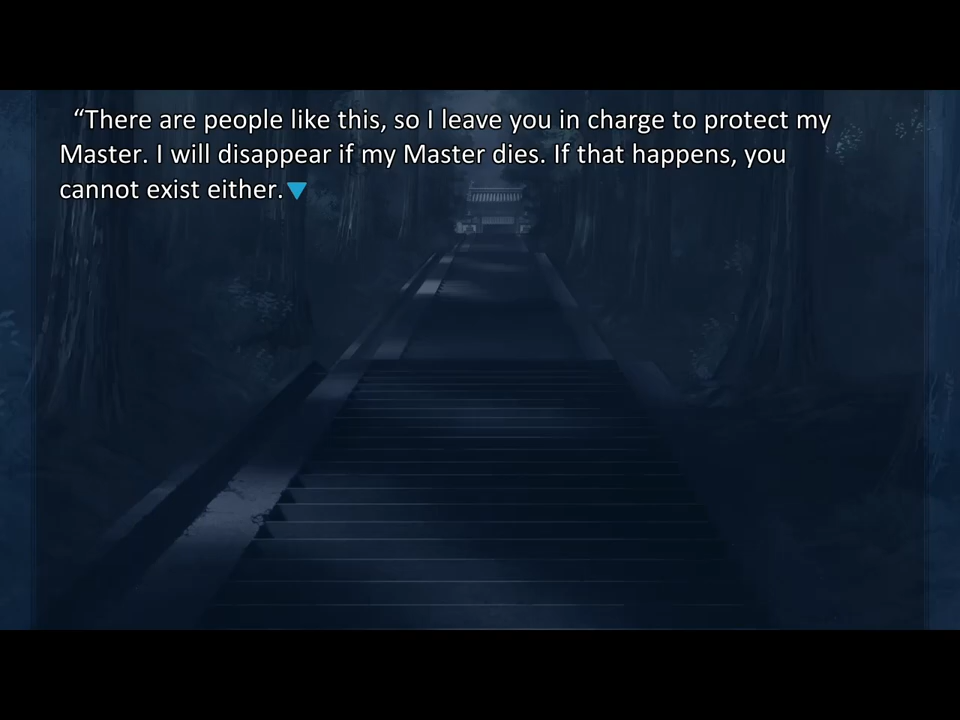 “There are people like this, so I leave you in charge to protect my
Master. I will disappear if my Master dies. If that happens, you
cannot exist either.